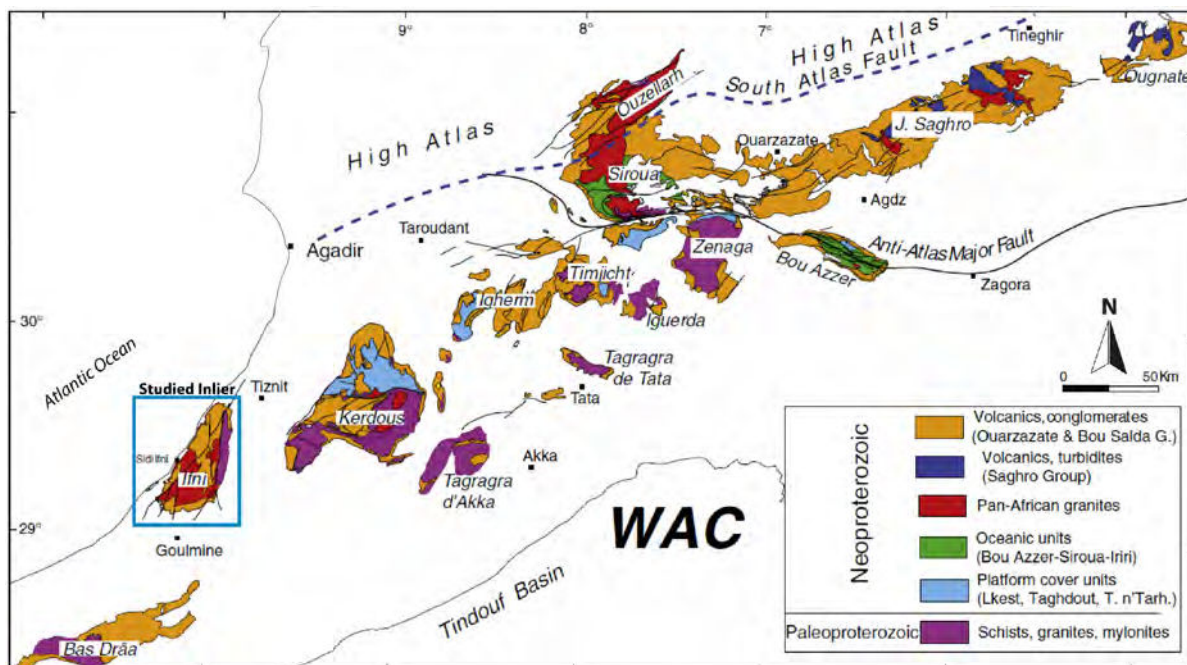 9°
8°
7°
High Atlas
Tineghir
South Atlas Fault
Ougnate
Ouzellarh
J. Saghro
High Atlas
Ouarzazate
Siroua
Agdz
Taroudant
Agadir
Zenaga
Anti-Atlas Major Fault
Bou Azzer
Timjicht
Zagora
Igherm
Iguerda
N
30°
Atlantic Ocean
Tagragra
de Tata
0 50 Km
Studied Inlier
Tiznit
Tata
Kerdous
Sidi Ifni
Ifni
Akka
Tagragra
d'Akka
29°
WAC
Goulmine
Tindouf Basin
Bas Drâa
Neoproterozoic
Volcanics, conglomerates
(Ouarzazate & Bou Salda G.)
Volcanics, turbidites
(Saghro Group)
Pan-African granites
Oceanic units
(Bou Azzer-Siroua-Iriri)
Platform cover units
(Lkest, Taghdout, T. n'Tarh.)
Paleoproterozoic
Schists, granites, mylonites